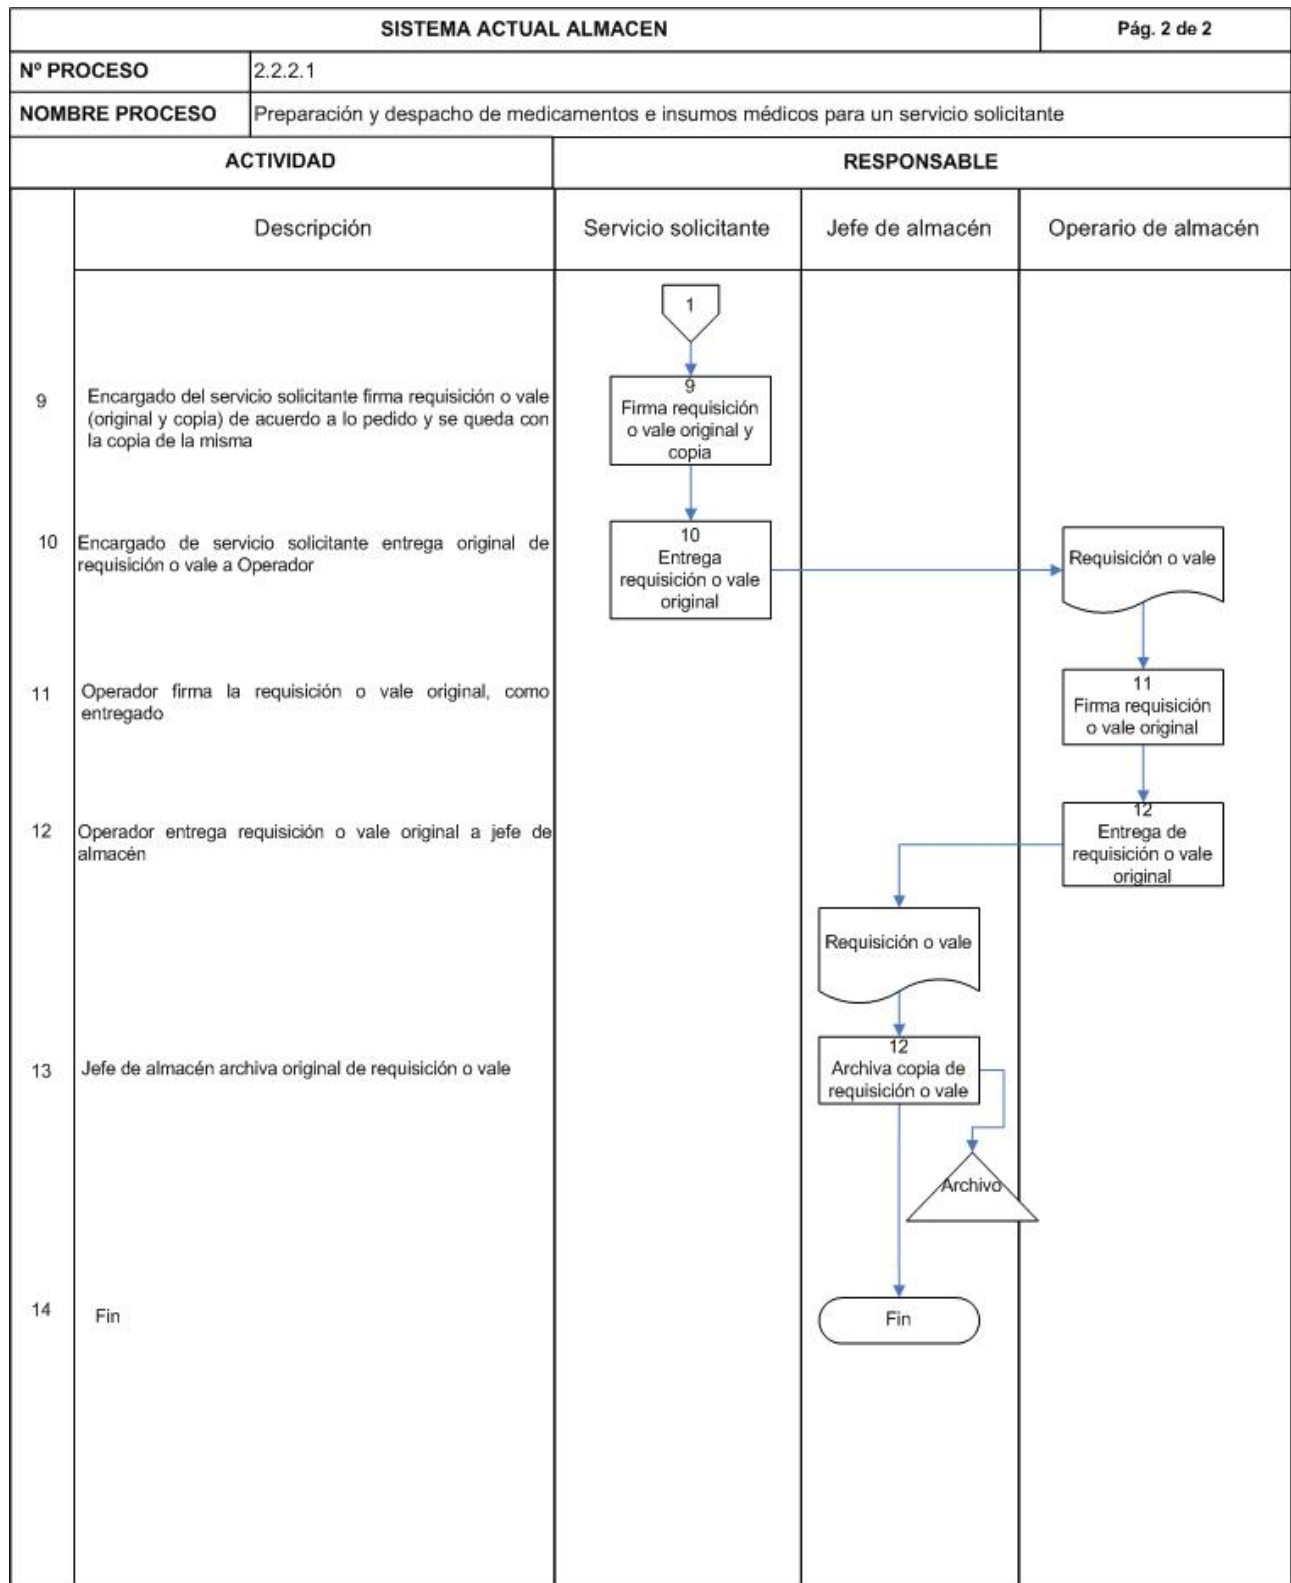 SISTEMA ACTUAL ALMACEN
Pág. 2 de 2
Nº PROCESO
2.2.2.1
NOMBRE PROCESO
Preparación y despacho de medicamentos e insumos médicos para un servicio solicitante
ACTIVIDAD
RESPONSABLE
Descripción
Servicio solicitante
Jefe de almacén
Operario de almacén
1
9
Encargado del servicio solicitante firma requisición o vale
(original y copia) de acuerdo a lo pedido y se queda con
la copia de la misma
9
Firma requisición
o vale original y
copia
10
Encargado de servicio solicitante entrega original de
requisición o vale a Operador
10
Entrega
requisición o vale
original
Requisición o vale
11
Operador firma la requisición o vale original, como
entregado
11
Firma requisición
o vale original
12
Operador entrega requisición o vale original a jefe de
almacén
12
Entrega de
requisición o vale
original
Requisición o vale
13
Jefe de almacén archiva original de requisición o vale
12
Archiva copia de
requisición o vale
Archivo
14
Fin
Fin